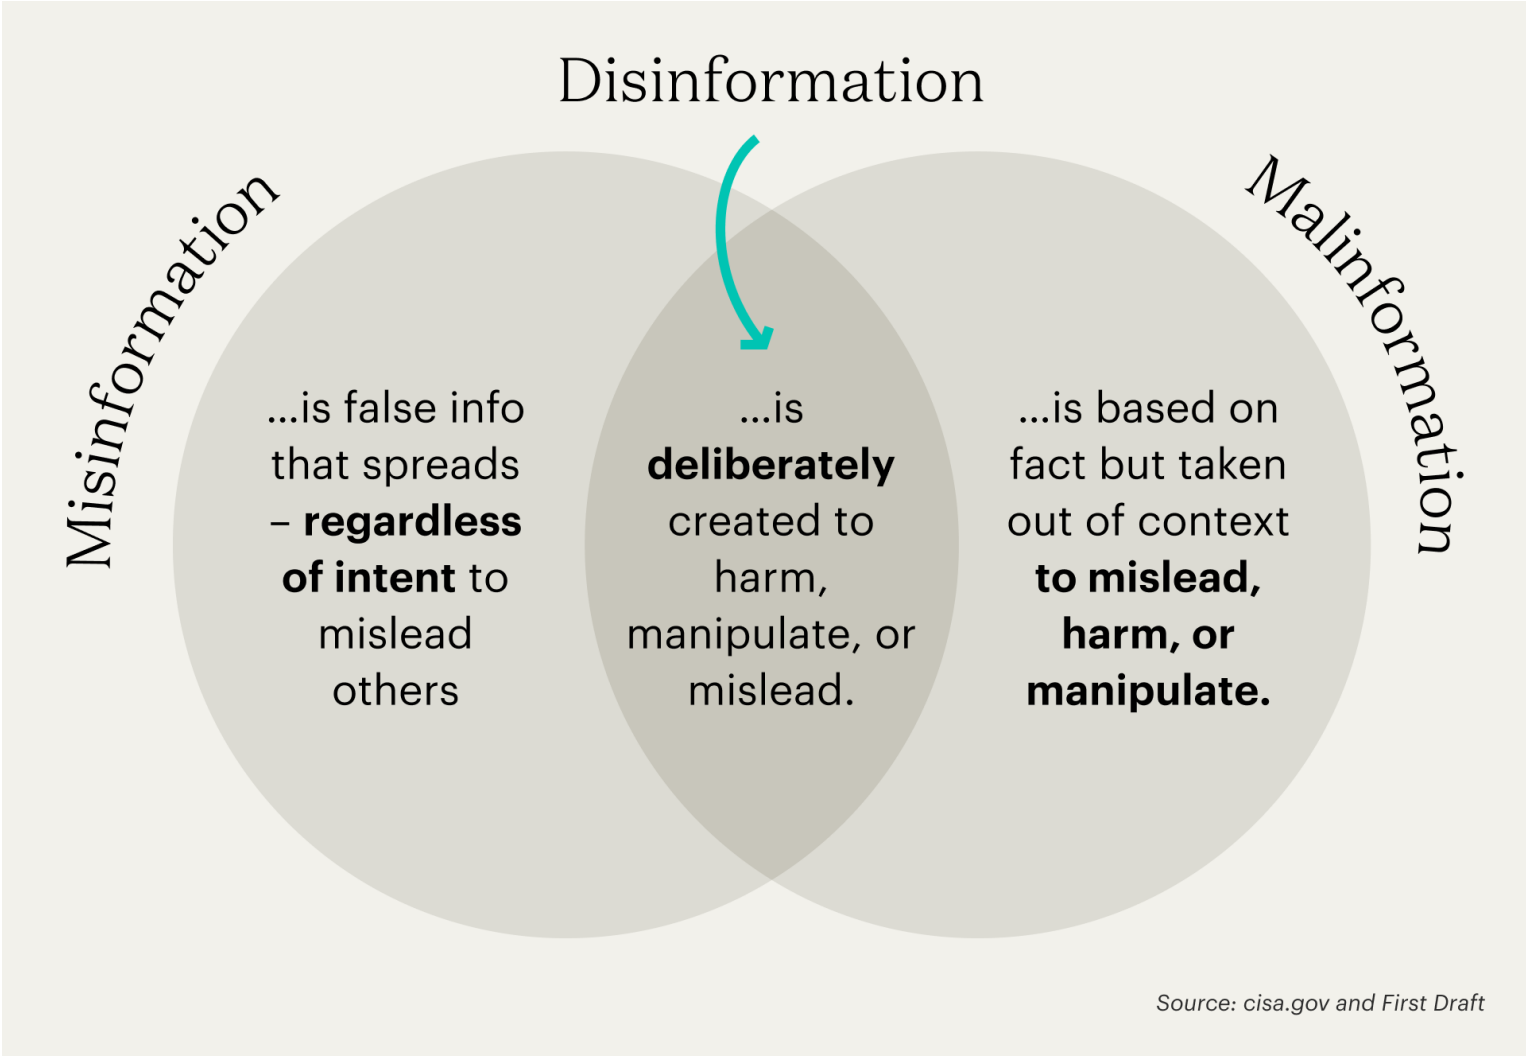 Disinformation
Misinformation
Malinformation
...is false info
that spreads
– regardless
of intent to
mislead
others
...is
deliberately
created to
harm,
manipulate, or
mislead.
...is based on
fact but taken
out of context
to mislead,
harm, or
manipulate.
Source: cisa.gov and First Draft